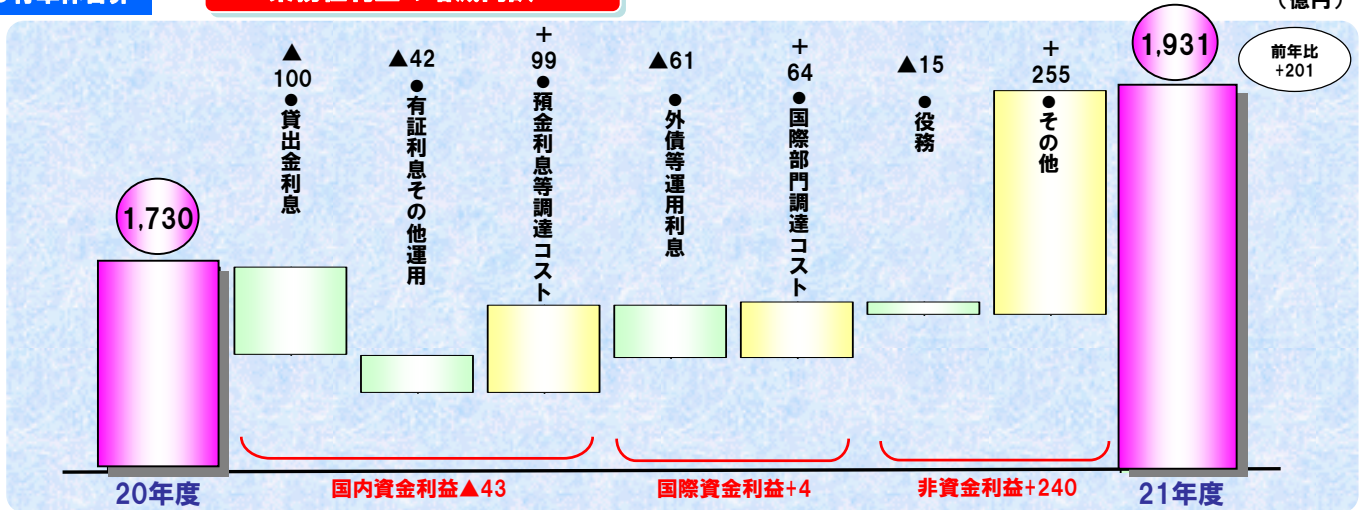 (億円)
1,931
前年比
+201
▲
100
●貸出金利息
▲42
●有証利息その他運用
+
99
●預金利息等調達コスト
▲61
●外債等運用利息
+
64
●国際部門調達コスト
▲15
●役務
+
255
●その他
1,730
国内資金利益▲43
国際資金利益+4
非資金利益+240
20年度
21年度